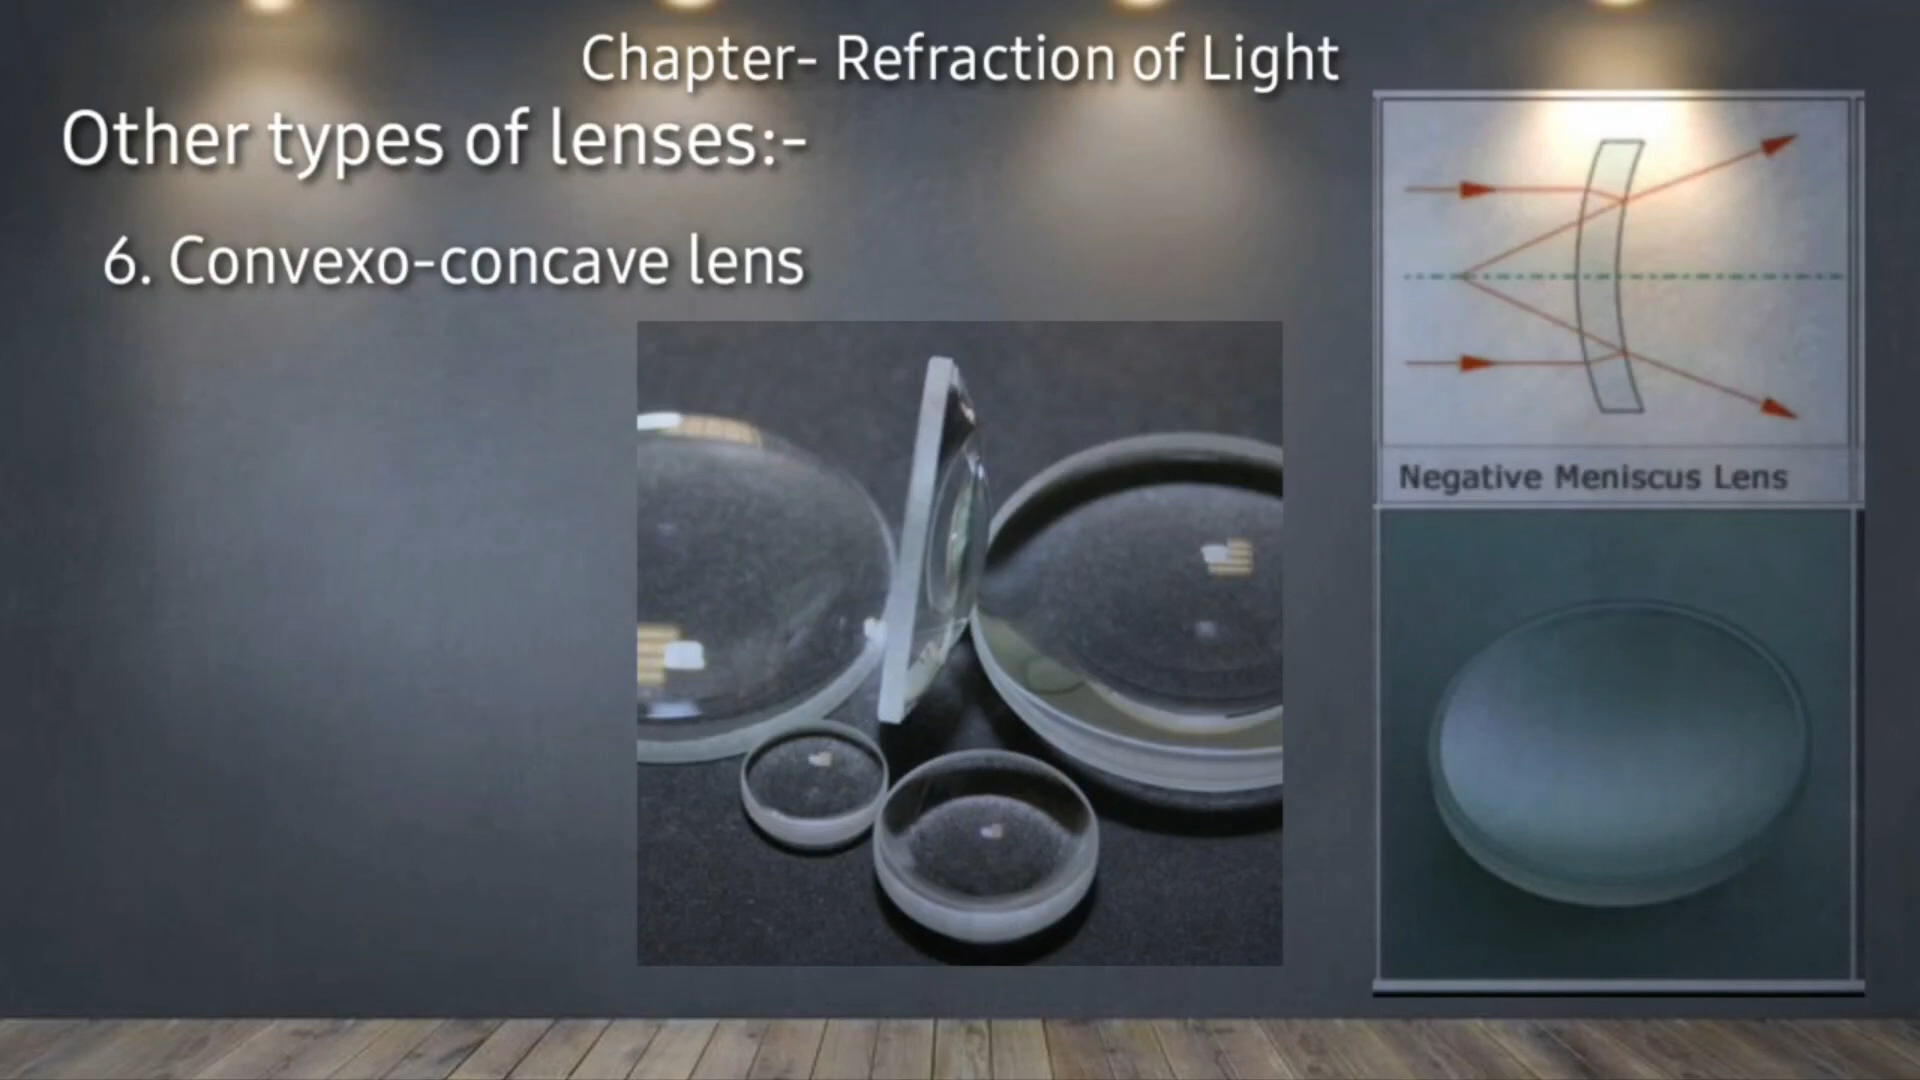 Chapter- Refraction of Light
Other types of lenses:-
6. Convexo-concave lens
Negative Meniscus Lens